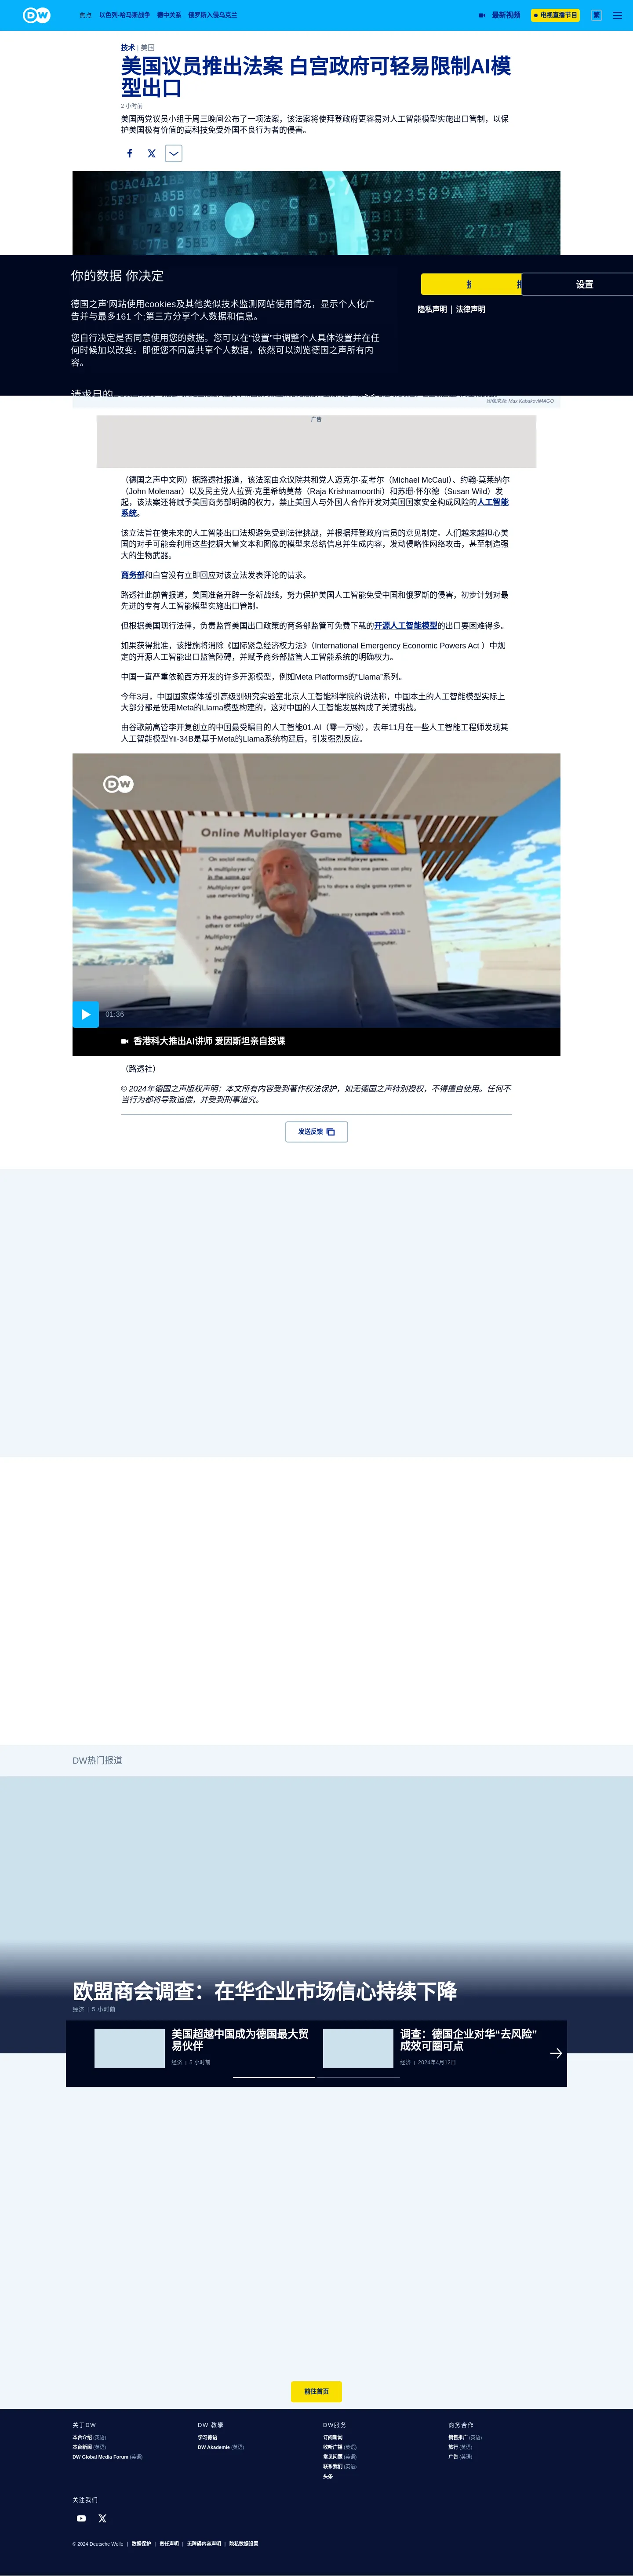 DW
焦点 以色列-哈马斯战争 德中关系 俄罗斯入侵乌克兰
最新视频
电视直播节目
繁
技术 | 美国
美国议员推出法案 白宫政府可轻易限制AI模
型出口
2 小时前
美国两党议员小组于周三晚间公布了一项法案，该法案将使拜登政府更容易对人工智能模型实施出口管制，以保
护美国极有价值的高科技免受外国不良行为者的侵害。
你的数据 你决定
德国之声'网站使用cookies及其他类似技术监测网站使用情况，显示个人化广
告并与最多161 个;第三方分享个人数据和信息。
您自行决定是否同意使用您的数据。您可以在“设置”中调整个人具体设置并在任
何时候加以改变。即便您不同意共享个人数据，依然可以浏览德国之声所有内
容。
请求目的
设置
隐私声明 | 法律声明
图像来源: Max Kabakov/IMAGO
广告
（德国之声中文网）据路透社报道，该法案由众议院共和党人迈克尔·麦考尔（Michael McCaul）、约翰·莫莱纳尔
（John Molenaar）以及民主党人拉贾·克里希纳莫蒂（Raja Krishnamoorthi）和苏珊·怀尔德（Susan Wild）发
起，该法案还将赋予美国商务部明确的权力，禁止美国人与外国人合作开发对美国国家安全构成风险的人工智能
系统。
该立法旨在使未来的人工智能出口法规避免受到法律挑战，并根据拜登政府官员的意见制定。人们越来越担心美
国的对手可能会利用这些挖掘大量文本和图像的模型来总结信息并生成内容，发动侵略性网络攻击，甚至制造强
大的生物武器。
商务部和白宫没有立即回应对该立法发表评论的请求。
路透社此前曾报道，美国准备开辟一条新战线，努力保护美国人工智能免受中国和俄罗斯的侵害，初步计划对最
先进的专有人工智能模型实施出口管制。
但根据美国现行法律，负责监督美国出口政策的商务部监管可免费下载的开源人工智能模型的出口要困难得多。
如果获得批准，该措施将消除《国际紧急经济权力法》（International Emergency Economic Powers Act ）中规
定的开源人工智能出口监管障碍，并赋予商务部监管人工智能系统的明确权力。
中国一直严重依赖西方开发的许多开源模型，例如Meta Platforms的“Llama”系列。
今年3月，中国国家媒体援引高级别研究实验室北京人工智能科学院的说法称，中国本土的人工智能模型实际上
大部分都是使用Meta的Llama模型构建的，这对中国的人工智能发展构成了关键挑战。
由谷歌前高管李开复创立的中国最受瞩目的人工智能01.AI（零一万物），去年11月在一些人工智能工程师发现其
人工智能模型Yii-34B是基于Meta的Llama系统构建后，引发强烈反应。
DW
Online Multiplayer Game
01:36
香港科大推出AI讲师 爱因斯坦亲自授课
（路透社）
© 2024年德国之声版权声明：本文所有内容受到著作权法保护，如无德国之声特别授权，不得擅自使用。任何不
当行为都将导致追偿，并受到刑事追究。
发送反馈
DW热门报道
欧盟商会调查：在华企业市场信心持续下降
经济 | 5 小时前
美国超越中国成为德国最大贸
易伙伴
经济 | 5 小时前
调查：德国企业对华“去风险”
成效可圈可点
经济 | 2024年4月12日
前往首页
关于DW
本台介绍 (英语)
本台新闻 (英语)
DW Global Media Forum (英语)
DW 教學
学习德语
DW Akademie (英语)
DW服务
订阅新闻
收听广播 (英语)
常见问题 (英语)
联系我们 (英语)
头条
商务合作
销售推广 (英语)
旅行 (英语)
广告 (英语)
关注我们
© 2024 Deutsche Welle | 数据保护 | 责任声明 | 无障碍内容声明 | 隐私数据设置